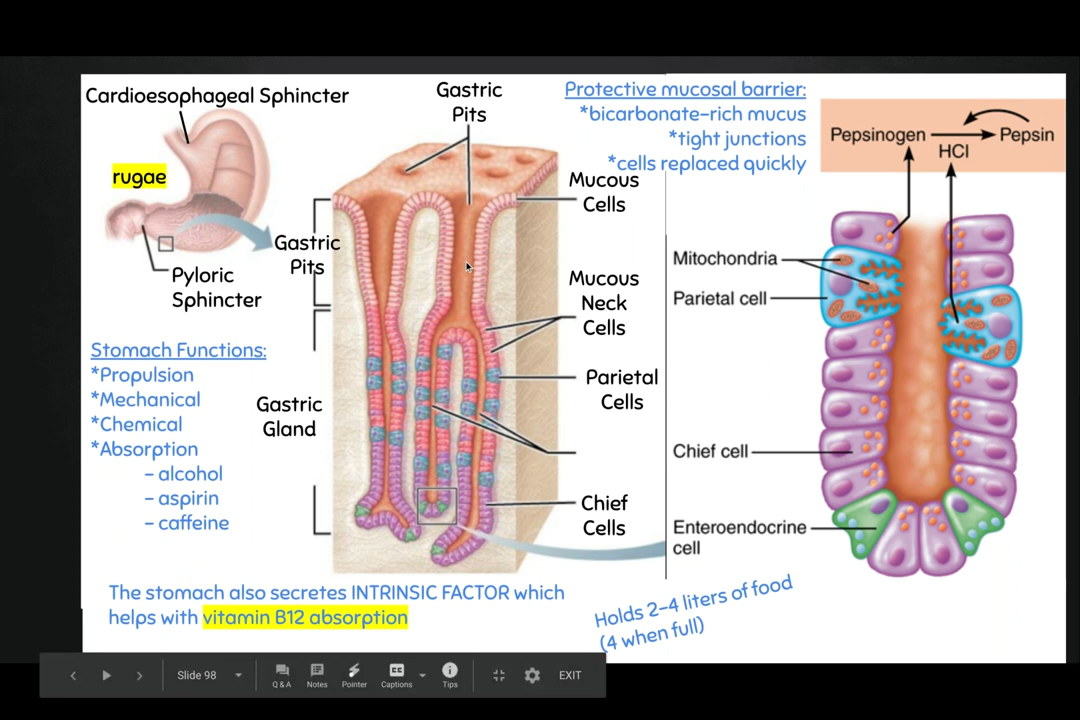 Cardioesophageal Sphincter
rugae
Pyloric
Sphincter
Gastric
Pits
Gastric
Pits
Gastric
Gland
Mucous
Cells
Mucous
Neck
Cells
Parietal
Cells
Chief
Cells
Protective mucosal barrier:
*bicarbonate-rich mucus
*tight junctions
*cells replaced quickly
Pepsinogen
Pepsin
HCl
Mitochondria
Parietal cell
Chief cell
Enteroendocrine
cell
Stomach Functions:
*Propulsion
*Mechanical
*Chemical
*Absorption
- alcohol
- aspirin
- caffeine
The stomach also secretes INTRINSIC FACTOR which
helps with vitamin B12 absorption
Holds 2-4 liters of food
(4 when full)
Slide 98
Q & A
Notes
Pointer
CC
Captions
Tips
EXIT